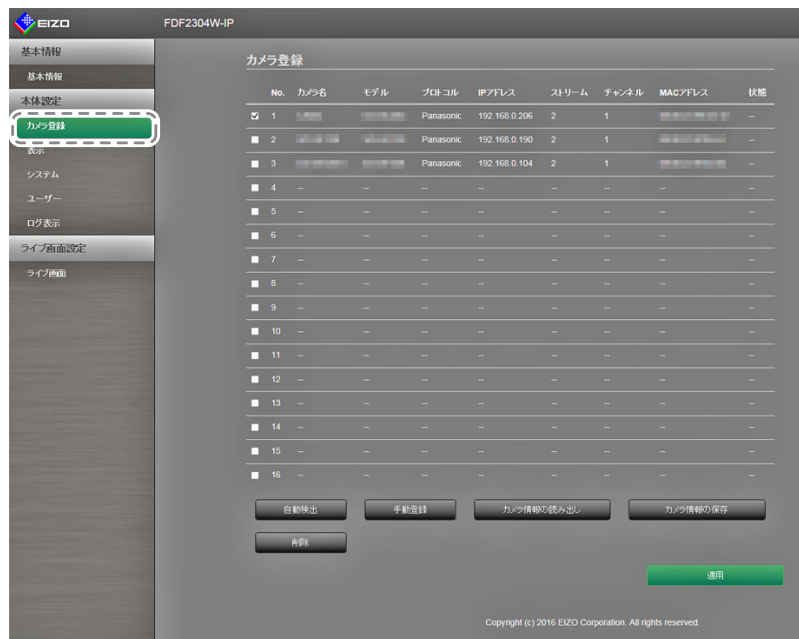 EIZO FDF2304W-IP
基本情報
基本情報
本体設定
カメラ登録
表示
システム
ユーザー
ログ表示
ライブ画面設定
ライブ画面
カメラ登録
No. カメラ名 モデル プロトコル IPアドレス ストリーム チャンネル MACアドレス 状態
1 Panasonic 192.168.0.206 2 1 --
2 Panasonic 192.168.0.190 2 1 --
3 Panasonic 192.168.0.104 2 1 --
4 -- -- -- -- -- -- -- --
5 -- -- -- -- -- -- -- --
6 -- -- -- -- -- -- -- --
7 -- -- -- -- -- -- -- --
8 -- -- -- -- -- -- -- --
9 -- -- -- -- -- -- -- --
10 -- -- -- -- -- -- -- --
11 -- -- -- -- -- -- -- --
12 -- -- -- -- -- -- -- --
13 -- -- -- -- -- -- -- --
14 -- -- -- -- -- -- -- --
15 -- -- -- -- -- -- -- --
16 -- -- -- -- -- -- -- --
自動検出 手動登録 カメラ情報の読み出し カメラ情報の保存
削除
適用
Copyright (c) 2016 EIZO Corporation. All rights reserved.